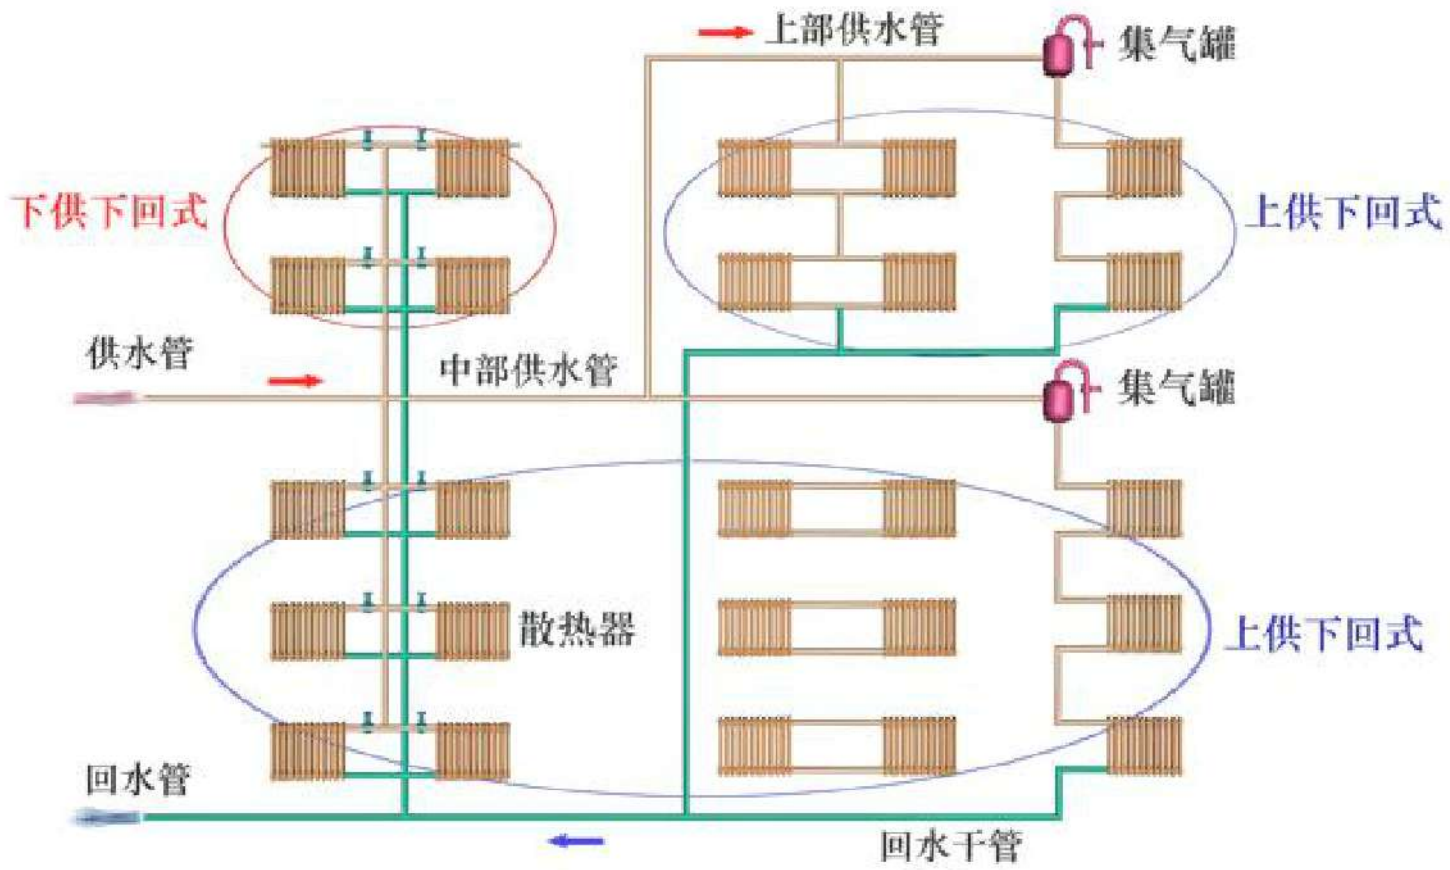 上部供水管
集气罐
下供下回式
上供下回式
供水管
中部供水管
集气罐
散热器
上供下回式
回水管
回水干管